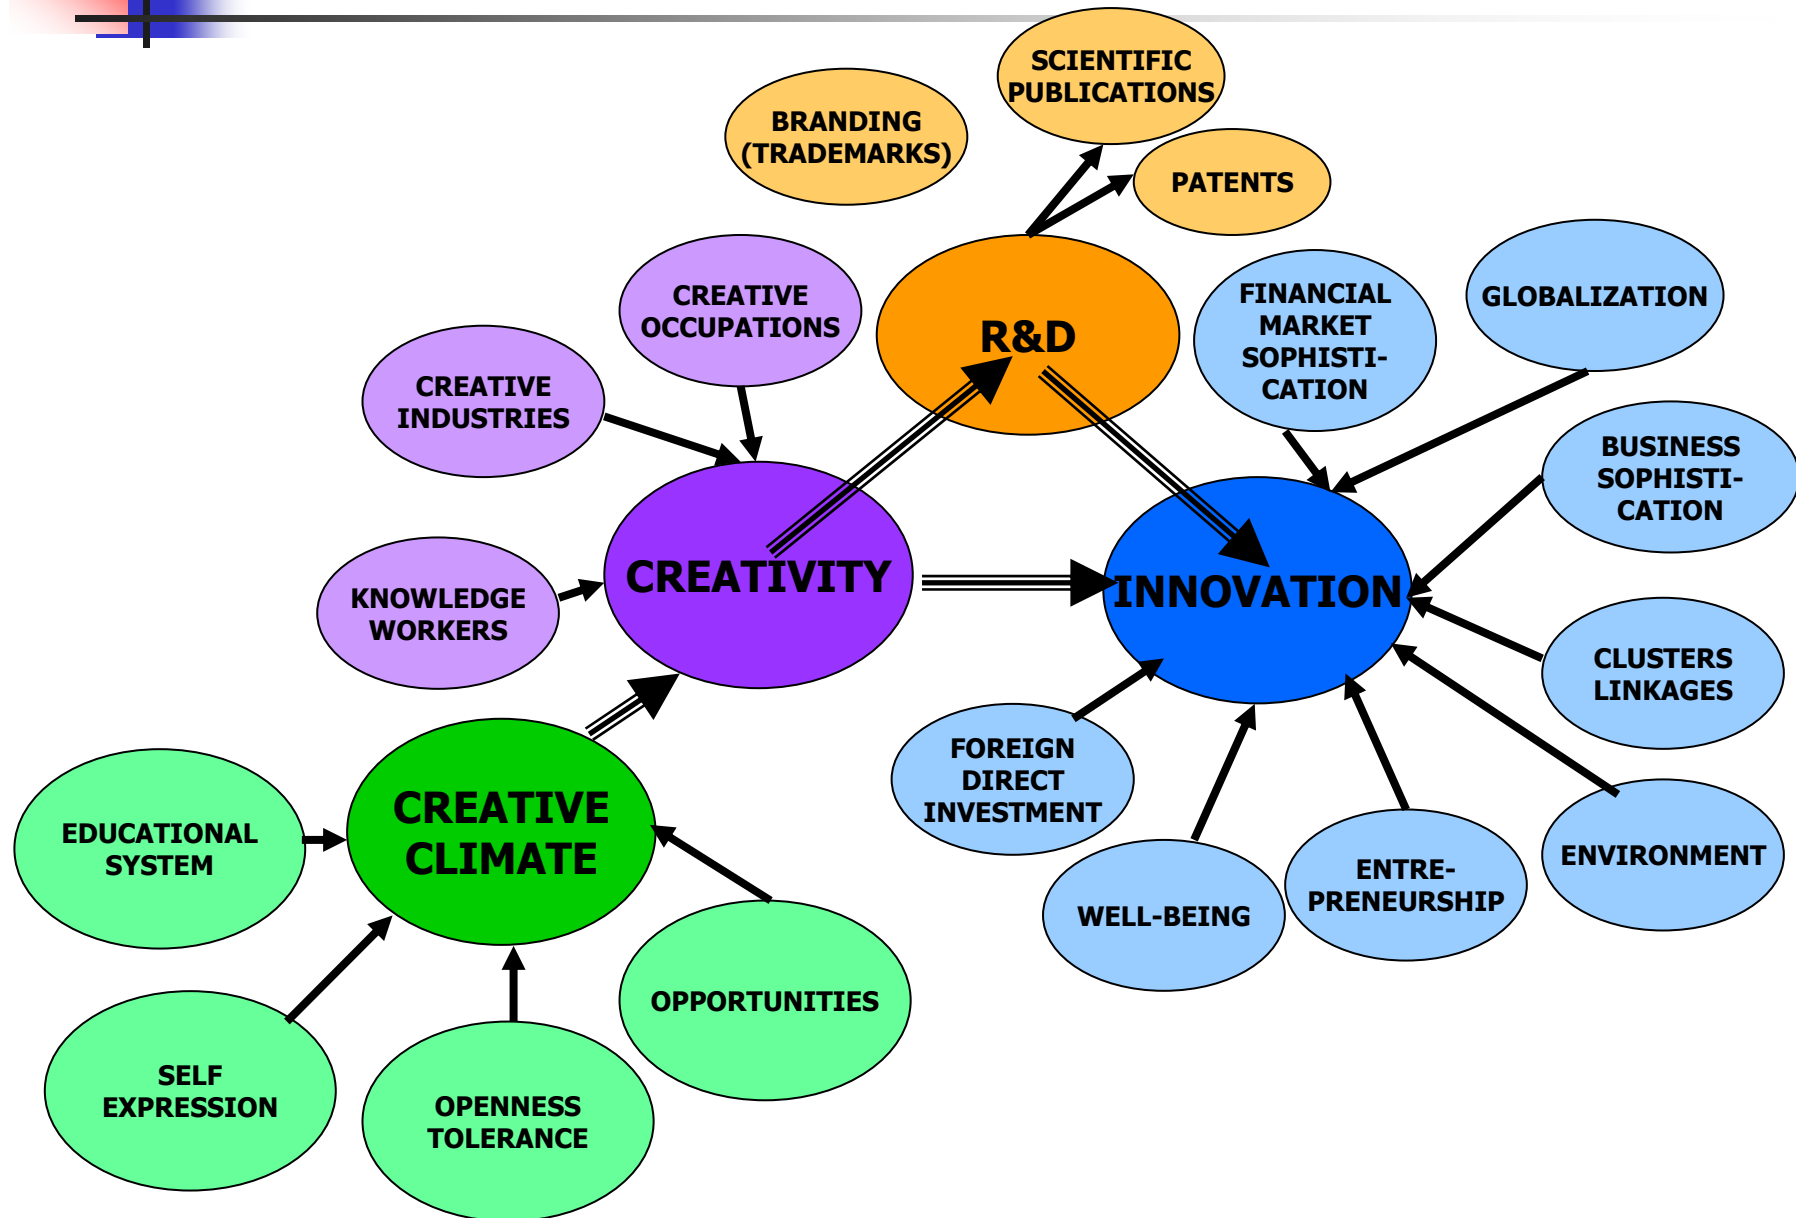 SCIENTIFIC
PUBLICATIONS
BRANDING
(TRADEMARKS)
PATENTS
CREATIVE
OCCUPATIONS
R&D
FINANCIAL
MARKET
SOPHISTI-
CATION
GLOBALIZATION
CREATIVE
INDUSTRIES
BUSINESS
SOPHISTI-
CATION
CREATIVITY
INNOVATION
KNOWLEDGE
WORKERS
CLUSTERS
LINKAGES
FOREIGN
DIRECT
INVESTMENT
CREATIVE
CLIMATE
EDUCATIONAL
SYSTEM
ENVIRONMENT
ENTRE-
PRENEURSHIP
WELL-BEING
OPPORTUNITIES
SELF
EXPRESSION
OPENNESS
TOLERANCE